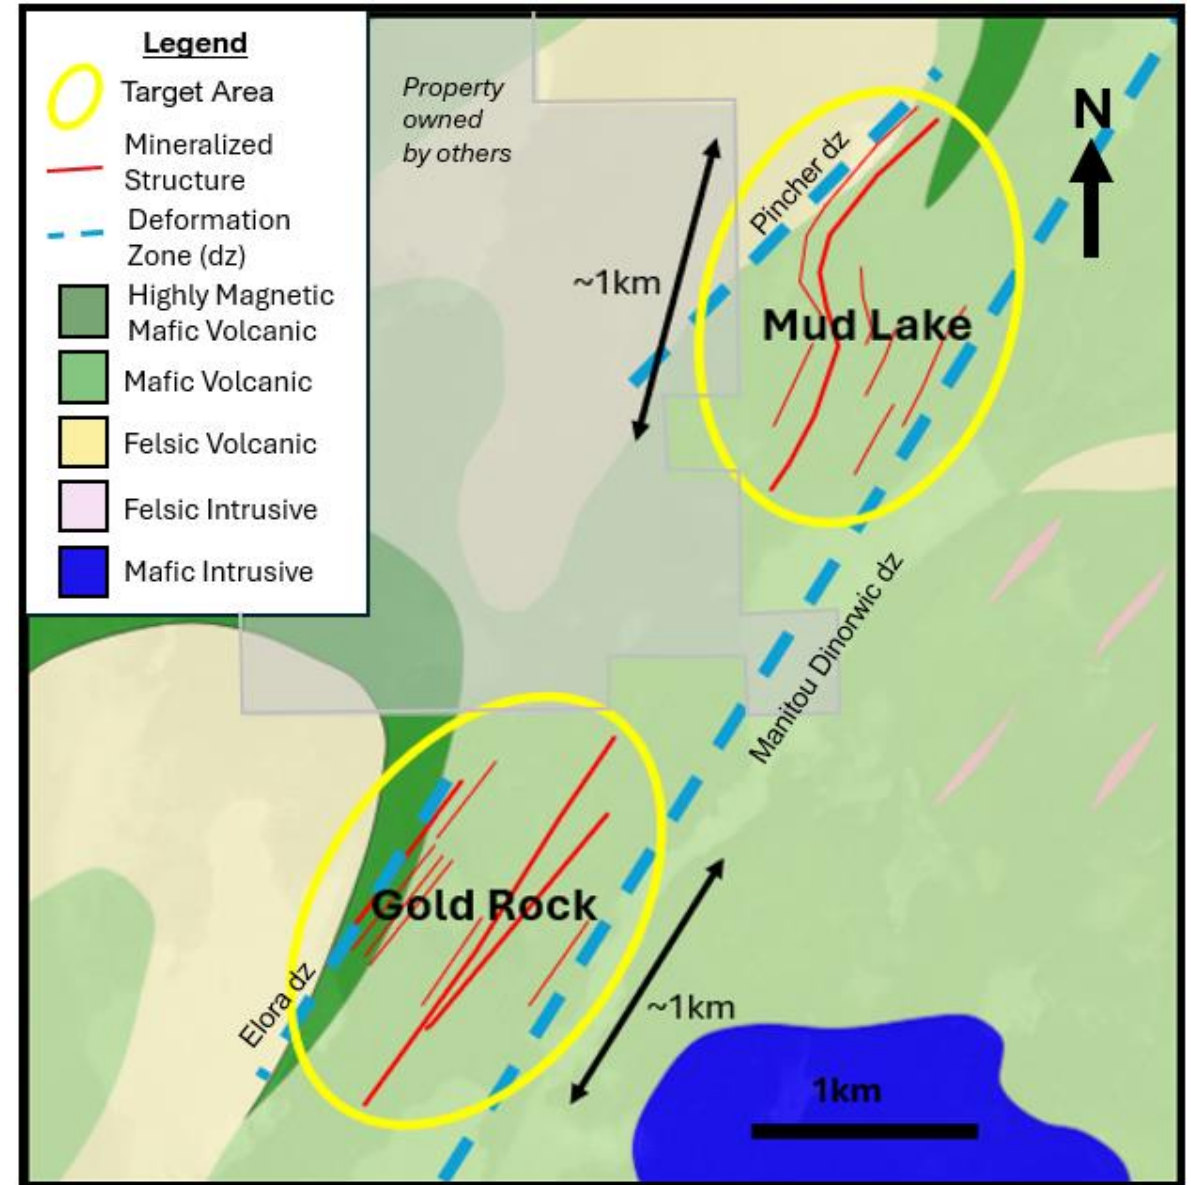 Legend
Target Area
Mineralized
Structure
Deformation
Zone (dz)
Highly Magnetic
Mafic Volcanic
Mafic Volcanic
Felsic Volcanic
Felsic Intrusive
Mafic Intrusive
Property
owned
by others
N
Pincher dz
~1km
Mud Lake
Manitou Dinorwic dz
Gold Rock
Elora dz
~1km
1km